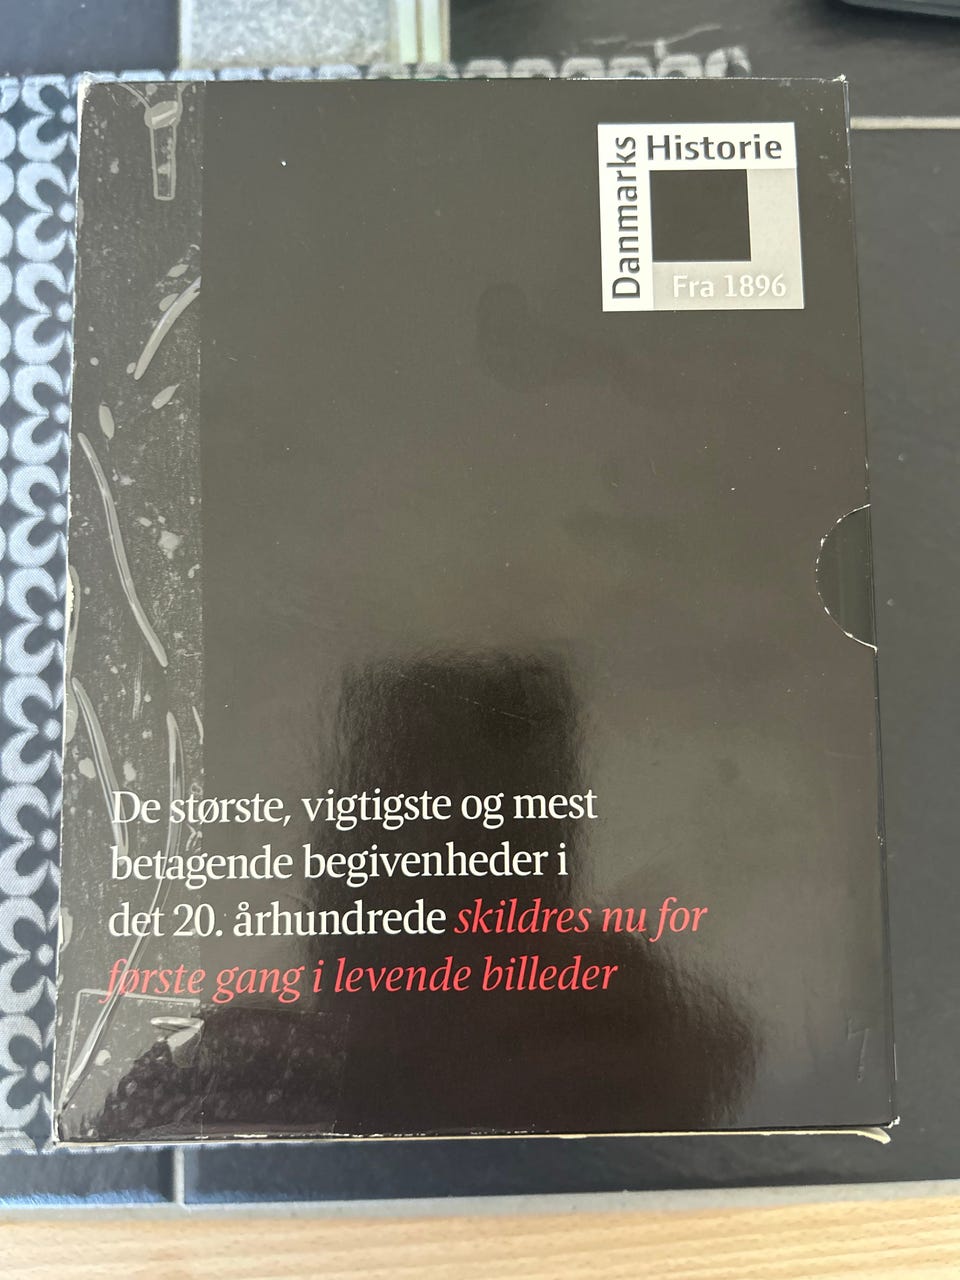 Danmarks
Historie
Fra 1896
De største, vigtigste og mest
betagende begivenheder i
det 20. århundrede skildres nu for
første gang i levende billeder